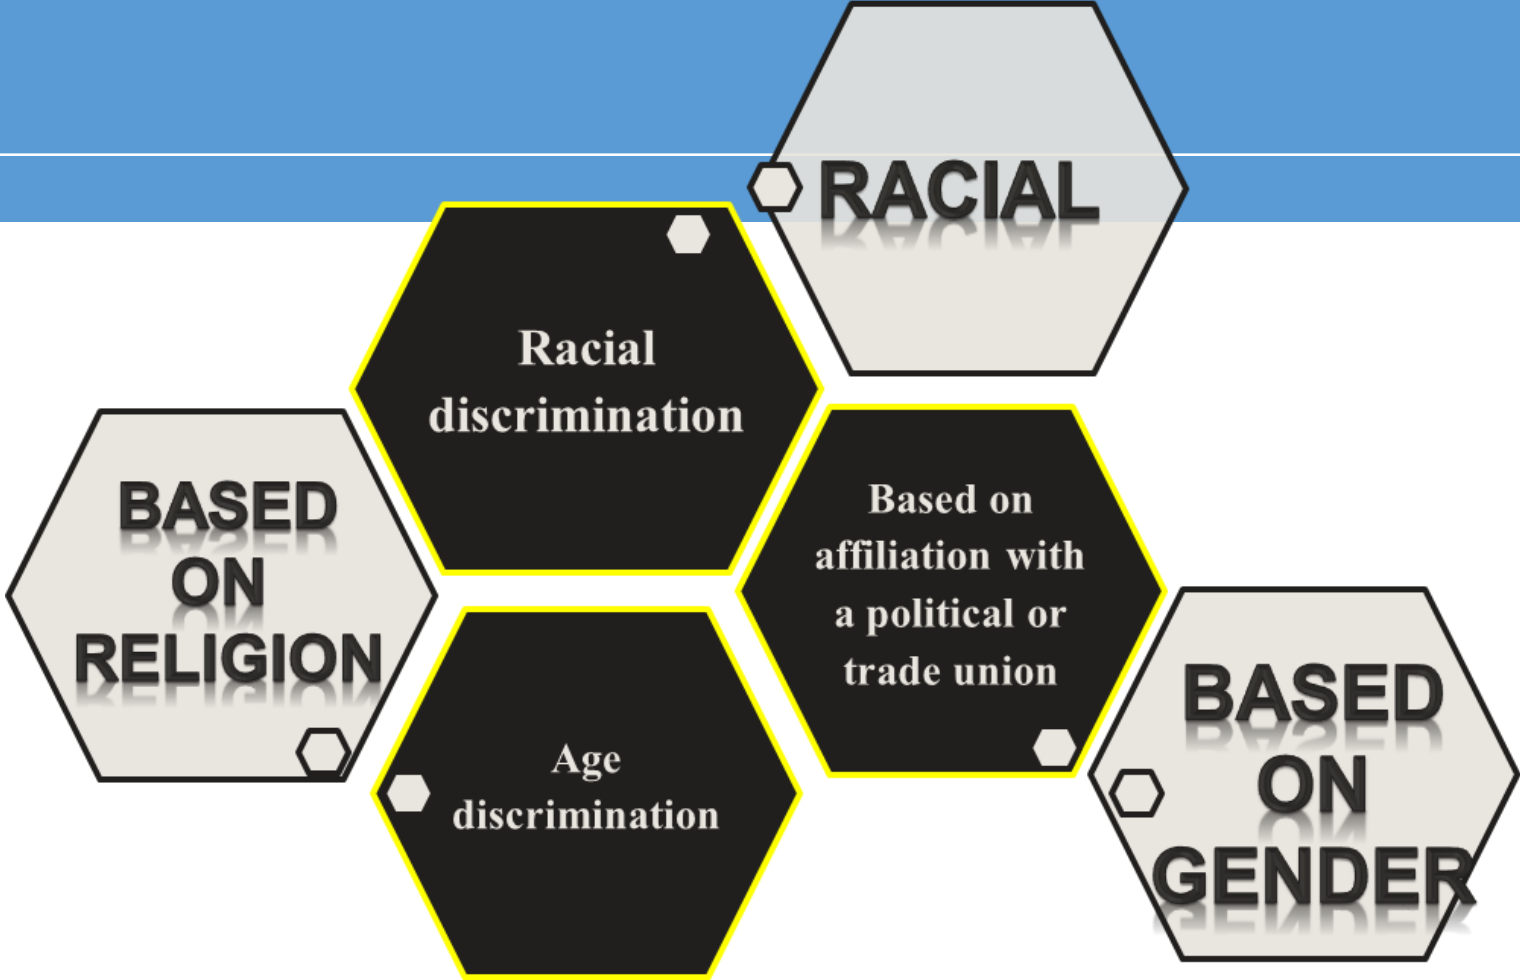 RACIAL
Racial
discrimination
BASED
ON
RELIGION
Based on
affiliation with
a political or
trade union
Age
discrimination
BASED
ON
GENDER